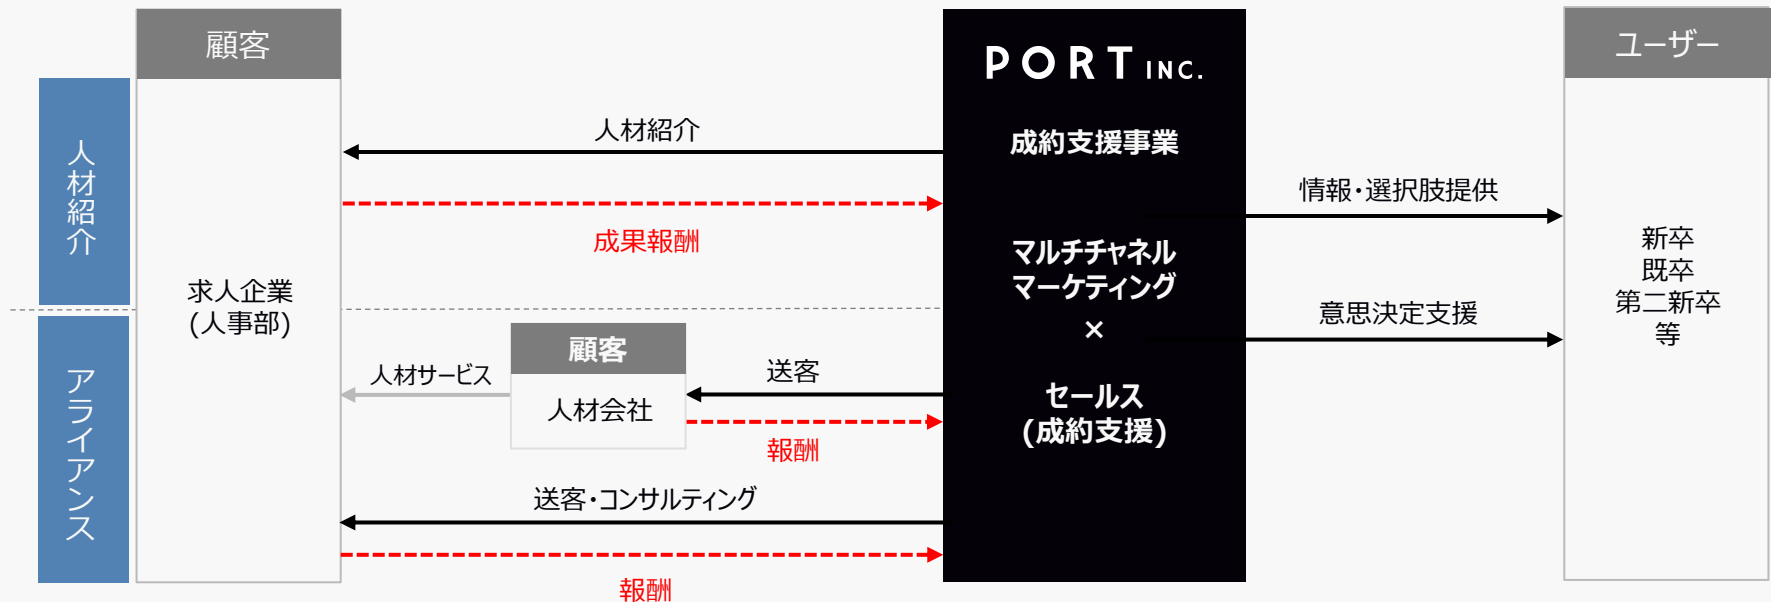 顧客
PORT INC.
ユーザー
人材紹介
人材紹介
成約支援事業
情報・選択肢提供
成果報酬
マルチチャネル
マーケティング
×
セールス
(成約支援)
新卒
既卒
第二新卒
等
求人企業
(人事部)
意思決定支援
アライアンス
顧客
人材会社
人材サービス
送客
報酬
送客・コンサルティング
報酬